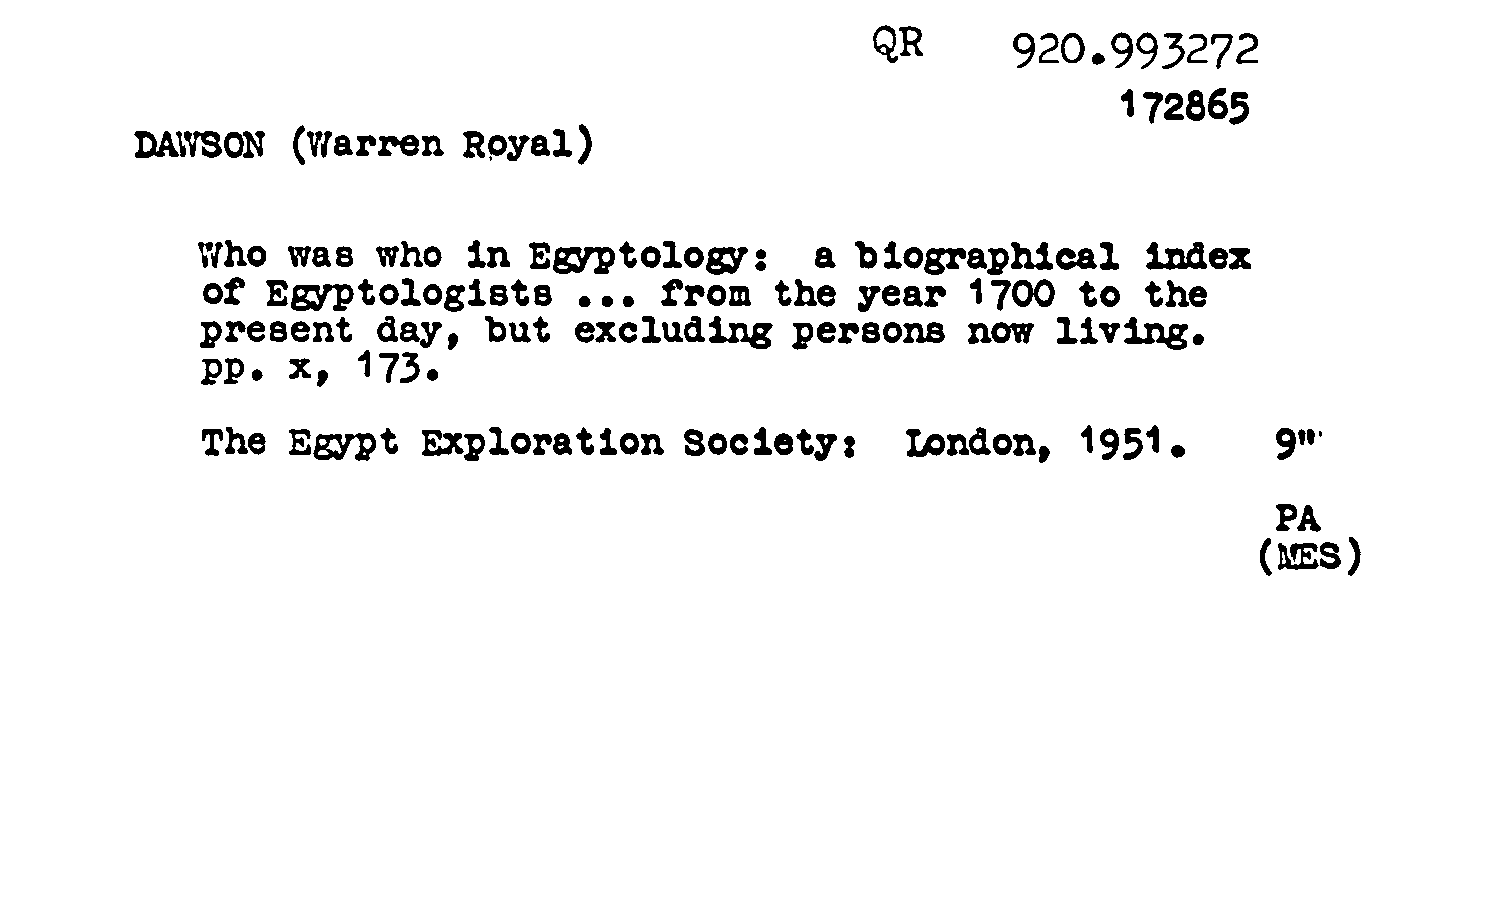 QR 920.993272
172865
DAWSON (Warren Royal)
Who was who in Egyptology: a biographical index
of Egyptologists ... from the year 1700 to the
present day, but excluding persons now living.
pp. x, 173.
The Egypt Exploration Society: London, 1951. 9"
PA
(MES)